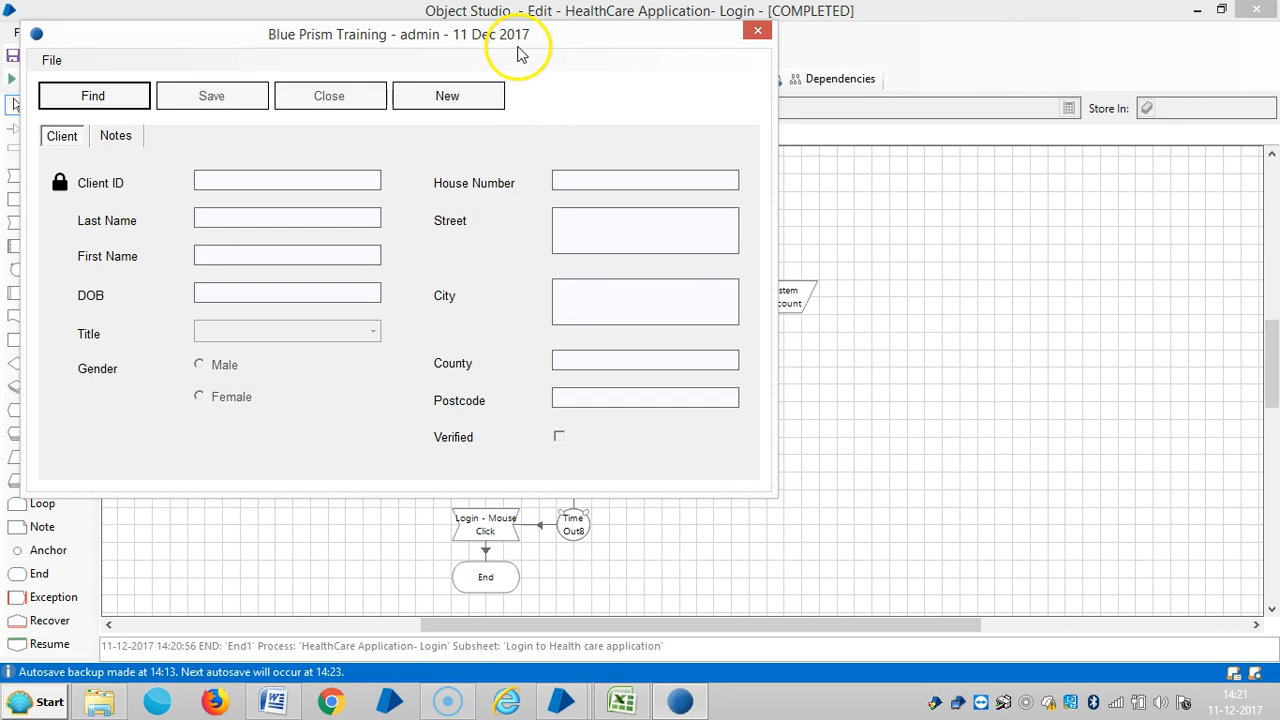 Object Studio - Edit - HealthCare Application- Login - [COMPLETED]
Blue Prism Training - admin - 11 Dec 2017
File
Dependencies
Find
Save
Close
New
Store In:
Client
Notes
Client ID
House Number
Last Name
Street
First Name
DOB
City
Title
Gender
Male
County
Female
Postcode
Verified
stem
count
Loop
Note
Anchor
End
Exception
Recover
Resume
Login - Mouse
Click
Time
Out8
End
11-12-2017 14:20:56 END: 'End1' Process: 'HealthCare Application- Login' Subsheet: 'Login to Health care application'
Autosave backup made at 14:13. Next autosave will occur at 14:23.
Start
14:21
11-12-2017